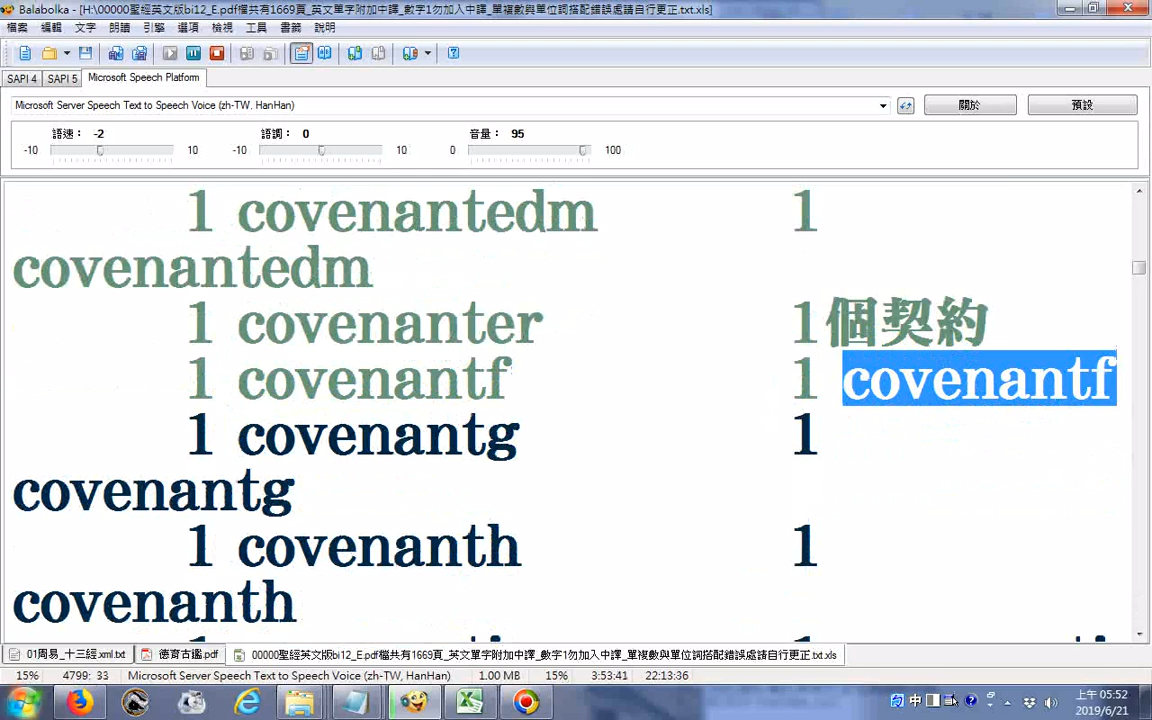 Balabolka - [H:\00000聖經英文版bi12_E.pdf檔共有1669頁_英文單字附加中譯_數字1勿加入中譯_單複數與單位詞搭配錯誤處請自行更正.txt.xls]
檔案 編輯 文字 朗讀 引擎 選項 檢視 工具 書籤 說明
SAPI 4 SAPI 5 Microsoft Speech Platform
Microsoft Server Speech Text to Speech Voice (zh-TW, HanHan) 關於 預設
語速： -2 語調： 0 音量： 95
-10 10 -10 10 0 100
1 covenantedm 1
covenantedm
1 covenanter 1個契約
1 covenantf 1 covenantf
1 covenantg 1
covenantg
1 covenanth 1
covenanth
01周易_十三經.xml.txt 德育古鑑.pdf 00000聖經英文版bi12_E.pdf檔共有1669頁_英文單字附加中譯_數字1勿加入中譯_單複數與單位詞搭配錯誤處請自行更正.txt.xls
15% 4799: 33 Microsoft Server Speech Text to Speech Voice (zh-TW, HanHan) 1.00 MB 15% 3:53:41 22:13:36
中 上午 05:52
2019/6/21